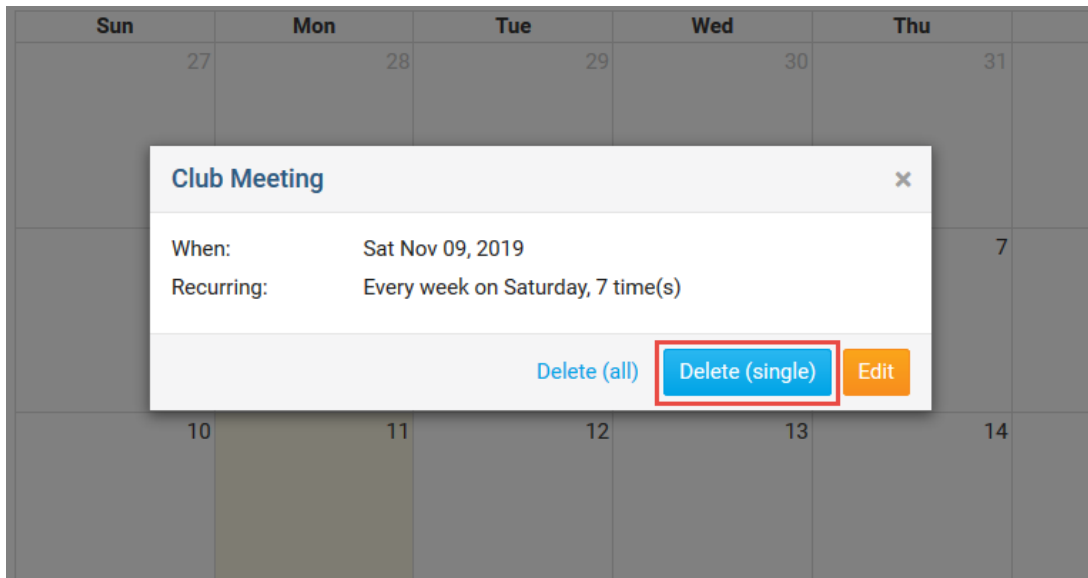 Sun Mon Tue Wed Thu
27 28 29 30 31
Club Meeting ×
When: Sat Nov 09, 2019
7
Recurring: Every week on Saturday, 7 time(s)
Delete (all) Delete (single) Edit
10 11 12 13 14